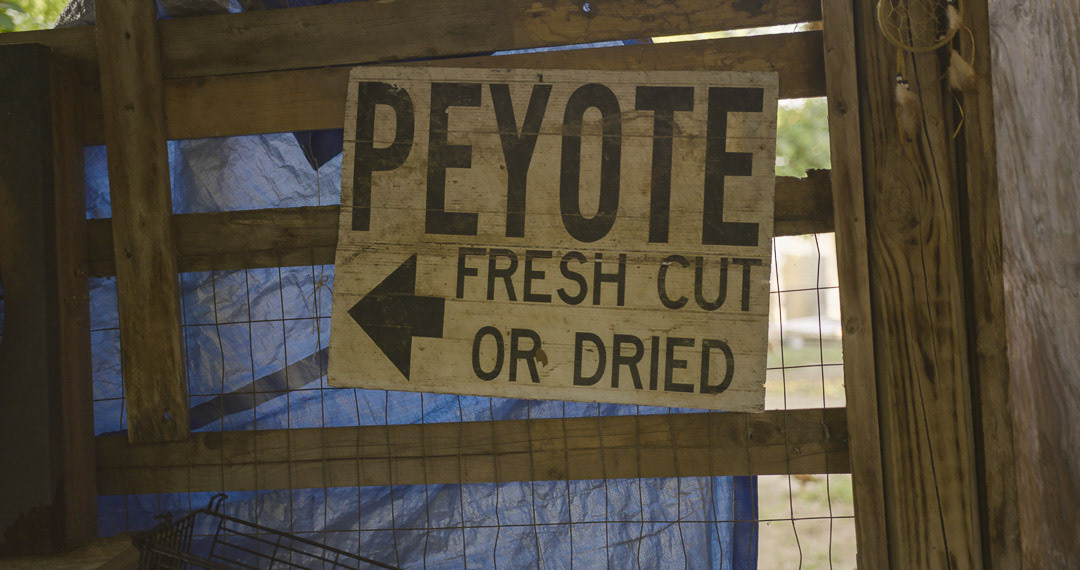 PEYOTE
FRESH CUT
OR DRIED